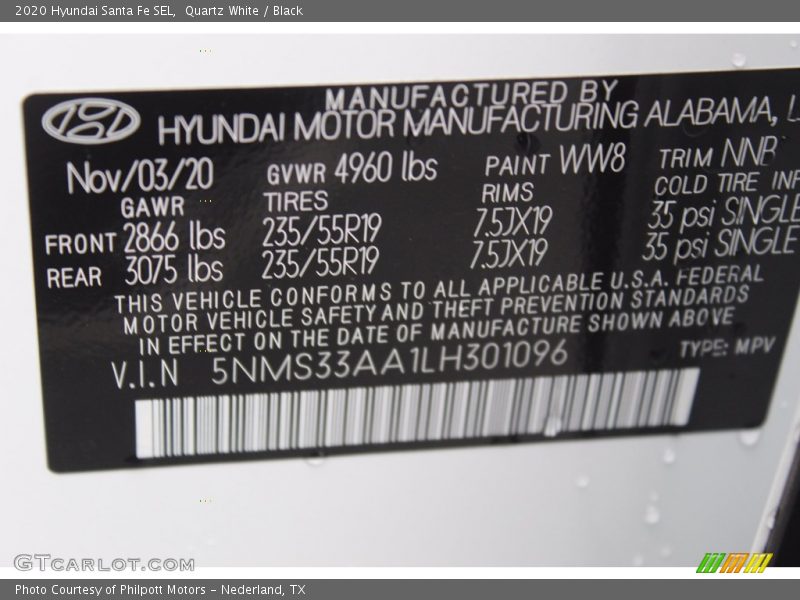 2020 Hyundai Santa Fe SEL, Quartz White / Black
MANUFACTURED BY
HYUNDAI MOTOR MANUFACTURING ALABAMA,
Nov/03/20 GVWR 4960 lbs PAINT WW8 TRIM NNB
GAWR TIRES RIMS COLD TIRE INF
FRONT 2866 lbs 235/55R19 7.5JX19 35 psi SINGLE
REAR 3075 lbs 235/55R19 7.5JX19 35 psi SINGLE
THIS VEHICLE CONFORMS TO ALL APPLICABLE U.S.A. FEDERAL
MOTOR VEHICLE SAFETY AND THEFT PREVENTION STANDARDS
IN EFFECT ON THE DATE OF MANUFACTURE SHOWN ABOVE
V.I.N 5NMS33AA1LH301096 TYPE: MPV
GTCARLOT.COM
Photo Courtesy of Philpott Motors - Nederland, TX